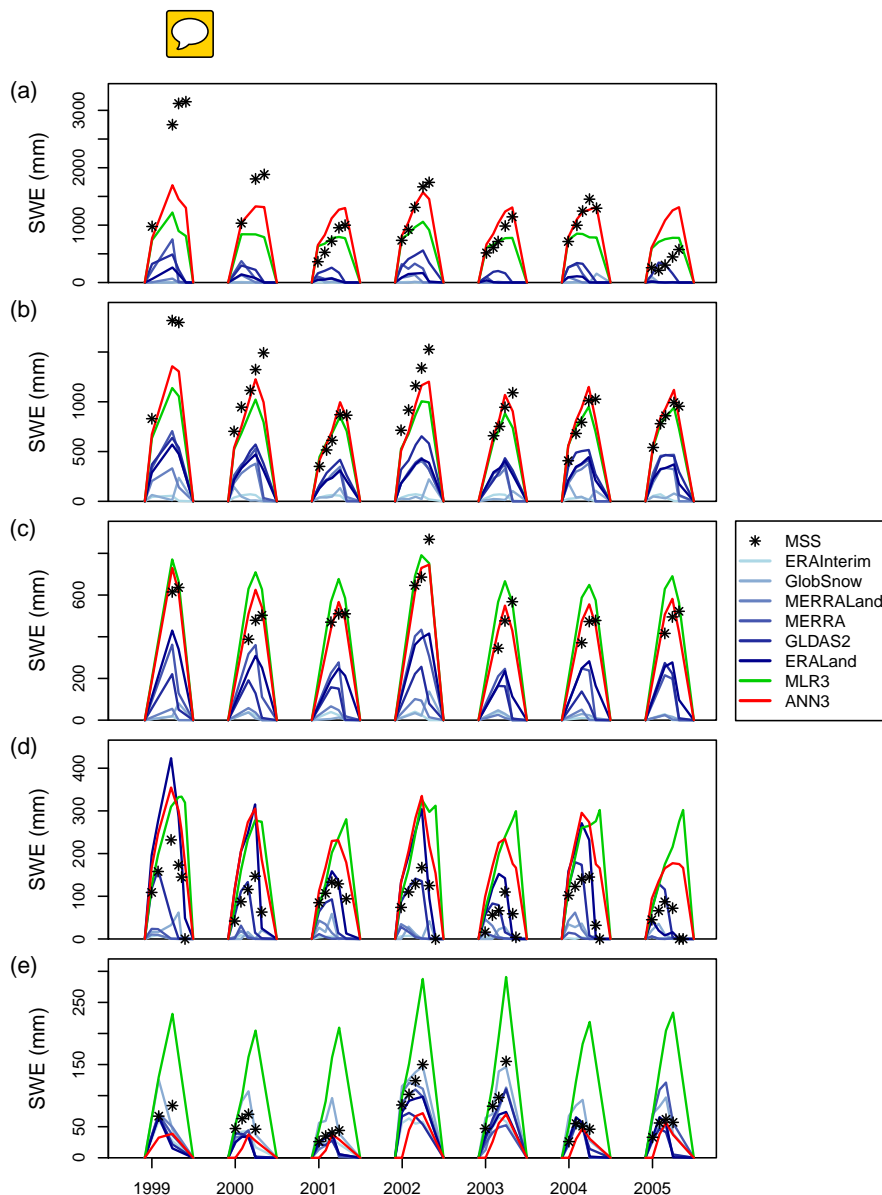 (a)
SWE (mm)
3000
2000
1000
0
(b)
SWE (mm)
1000
500
0
(c)
SWE (mm)
600
200
0
MSS
ERAInterim
GlobSnow
MERRALand
MERRA
GLDAS2
ERALand
MLR3
ANN3
(d)
SWE (mm)
400
300
200
100
0
(e)
SWE (mm)
250
150
50
0
1999 2000 2001 2002 2003 2004 2005